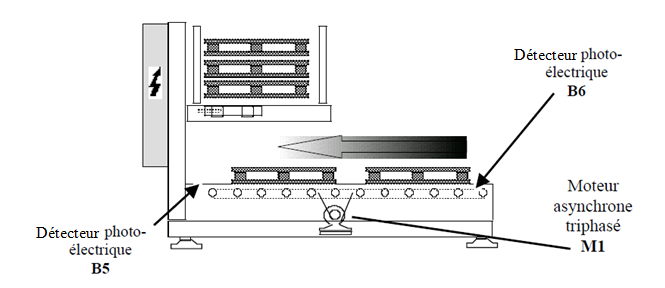 Détecteur photo-
électrique
B6
Moteur
asynchrone
triphasé
M1
Détecteur photo-
électrique
B5